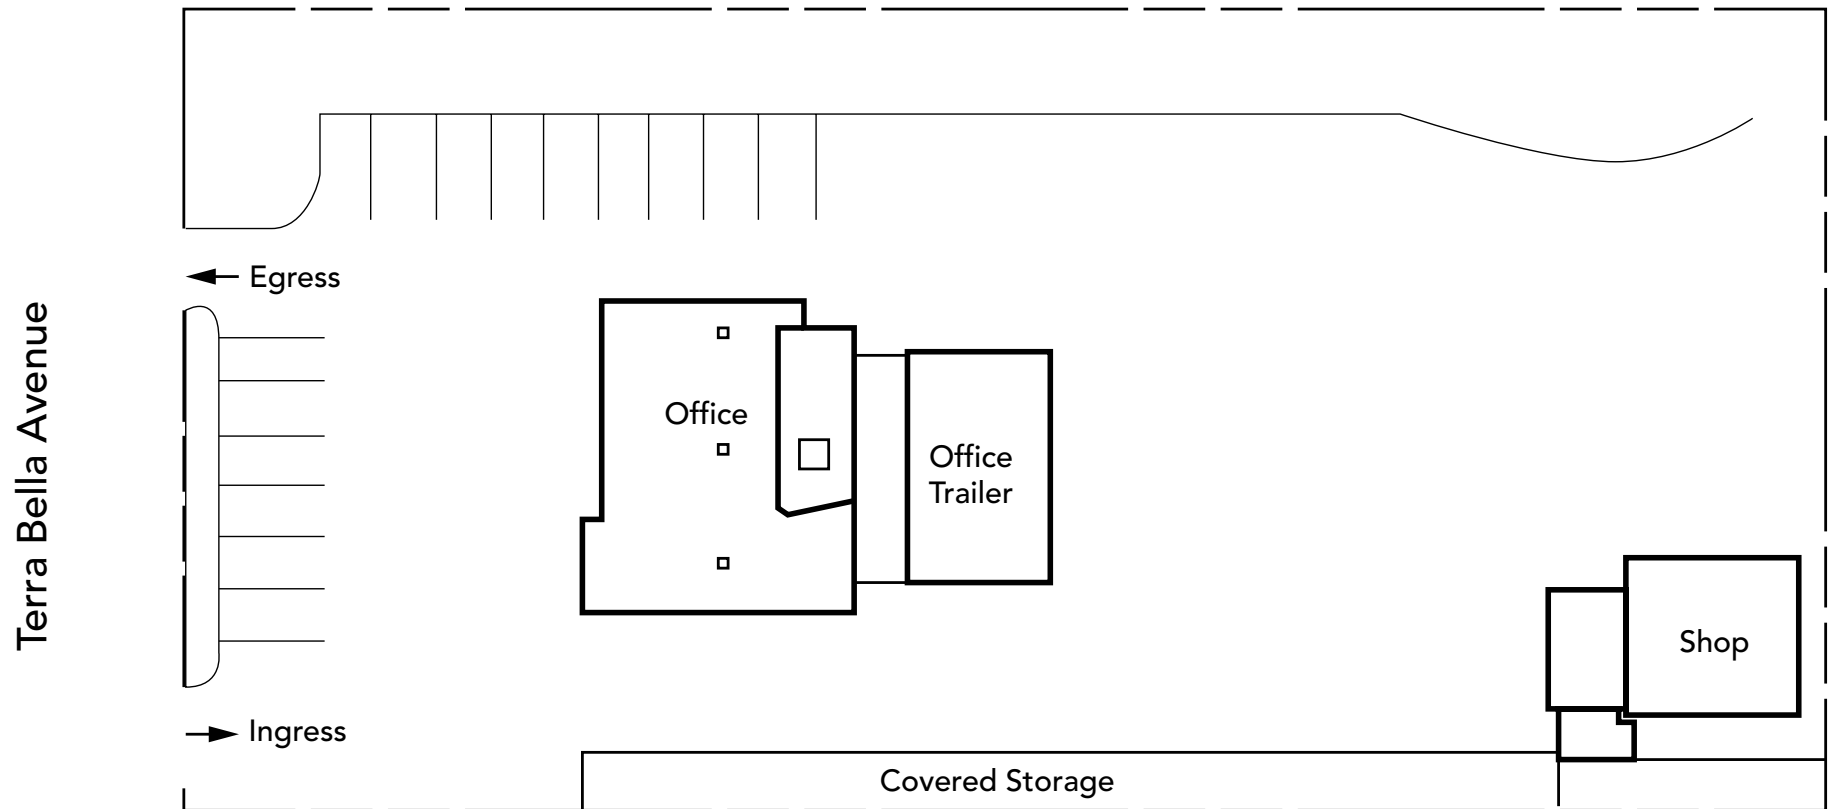 Terra Bella Avenue
Egress
Office
Office
Trailer
Shop
Ingress
Covered Storage